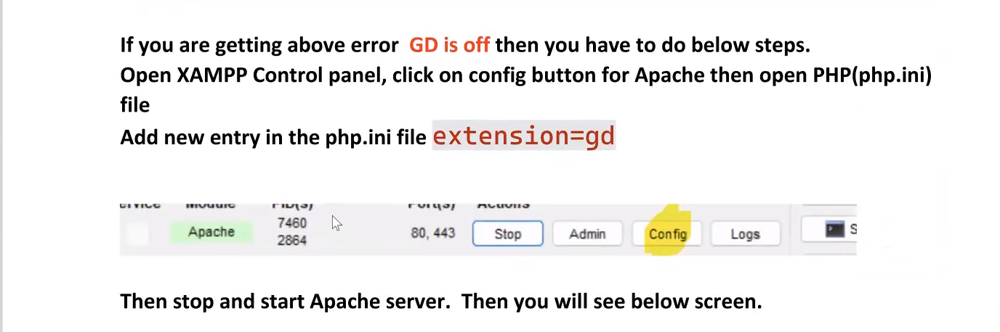 If you are getting above error GD is off then you have to do below steps.
Open XAMPP Control panel, click on config button for Apache then open PHP(php.ini)
file
Add new entry in the php.ini file extension=gd
ervice Module PID(s) Port(s) Actions
Apache 7460 2864 80, 443 Stop Admin Config Logs S
Then stop and start Apache server. Then you will see below screen.